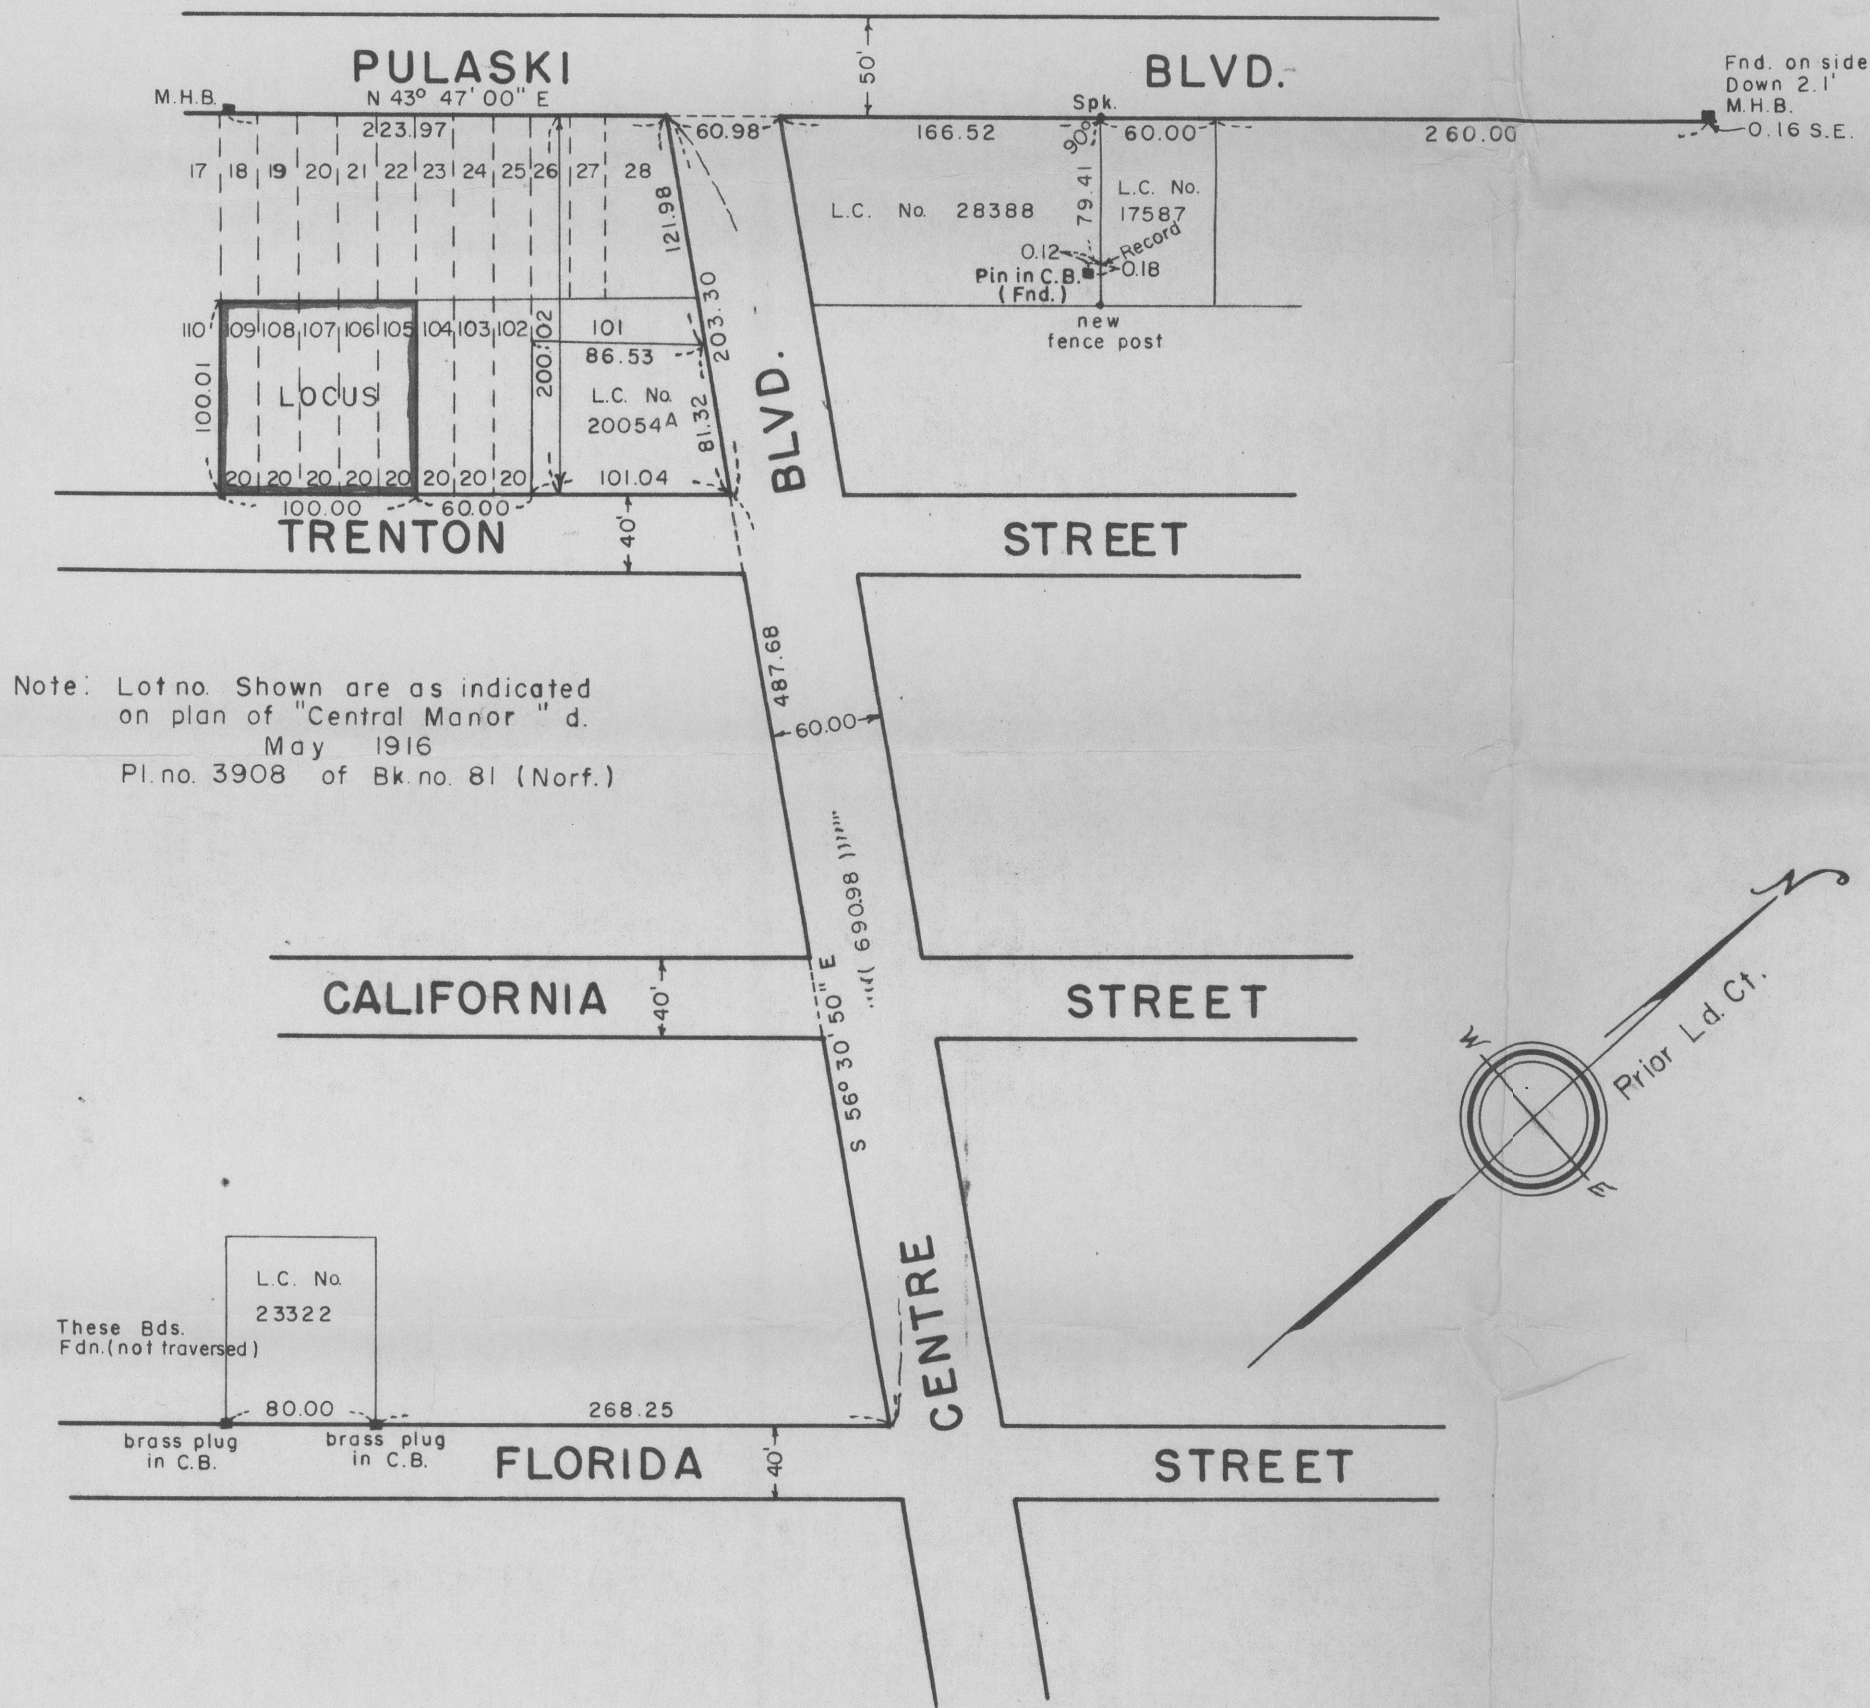 PULASKI BLVD.
50'
M.H.B.
N 43° 47' 00" E
223.97
60.98
166.52
Spk.
90°
60.00
260.00
Fnd. on side
Down 2.1'
M.H.B.
0.16 S.E.
17 18 19 20 21 22 23 24 25 26 27 28
121.98
203.30
L.C. No. 28388
79.41
L.C. No.
17587
Record
0.12
0.18
Pin in C.B.
(Fnd.)
new
fence post
110 109 108 107 106 105 104 103 102 101
200.02
86.53
100.01
LOCUS
L.C. No.
20054A
81.32
BLVD.
20 20 20 20 20 20 20 20
101.04
100.00
60.00
TRENTON STREET
40'
487.68
60.00
Note: Lot no. Shown are as indicated
on plan of "Central Manor" d.
May 1916
Pl. no. 3908 of Bk. no. 81 (Norf.)
(690.98)
S 56° 30' 50" E
CALIFORNIA STREET
40'
N
Prior Ld. Ct.
W
E
L.C. No.
23322
These Bds.
Fdn. (not traversed)
80.00
268.25
CENTRE
brass plug
in C.B.
brass plug
in C.B.
FLORIDA STREET
40'